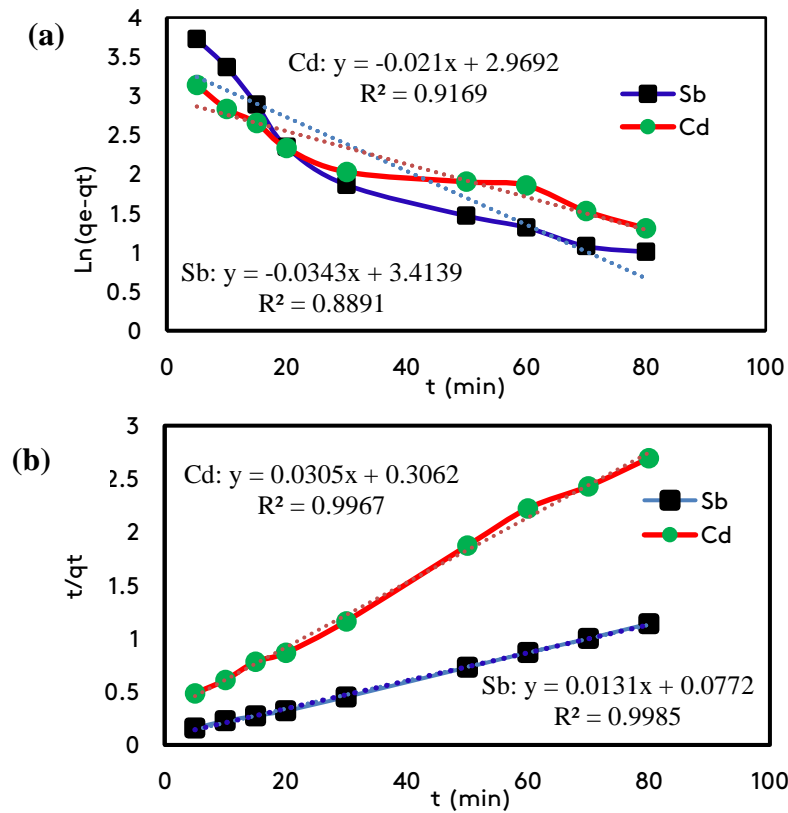 (a)
4
3.5
3
2.5
2
1.5
1
0.5
0
Ln(qe-qt)
Cd: y = -0.021x + 2.9692
R² = 0.9169
Sb
Cd
Sb: y = -0.0343x + 3.4139
R² = 0.8891
0 20 40 60 80 100
t (min)
(b)
3
2.5
2
1.5
1
0.5
0
t/qt
Cd: y = 0.0305x + 0.3062
R² = 0.9967
Sb
Cd
Sb: y = 0.0131x + 0.0772
R² = 0.9985
0 20 40 60 80 100
t (min)